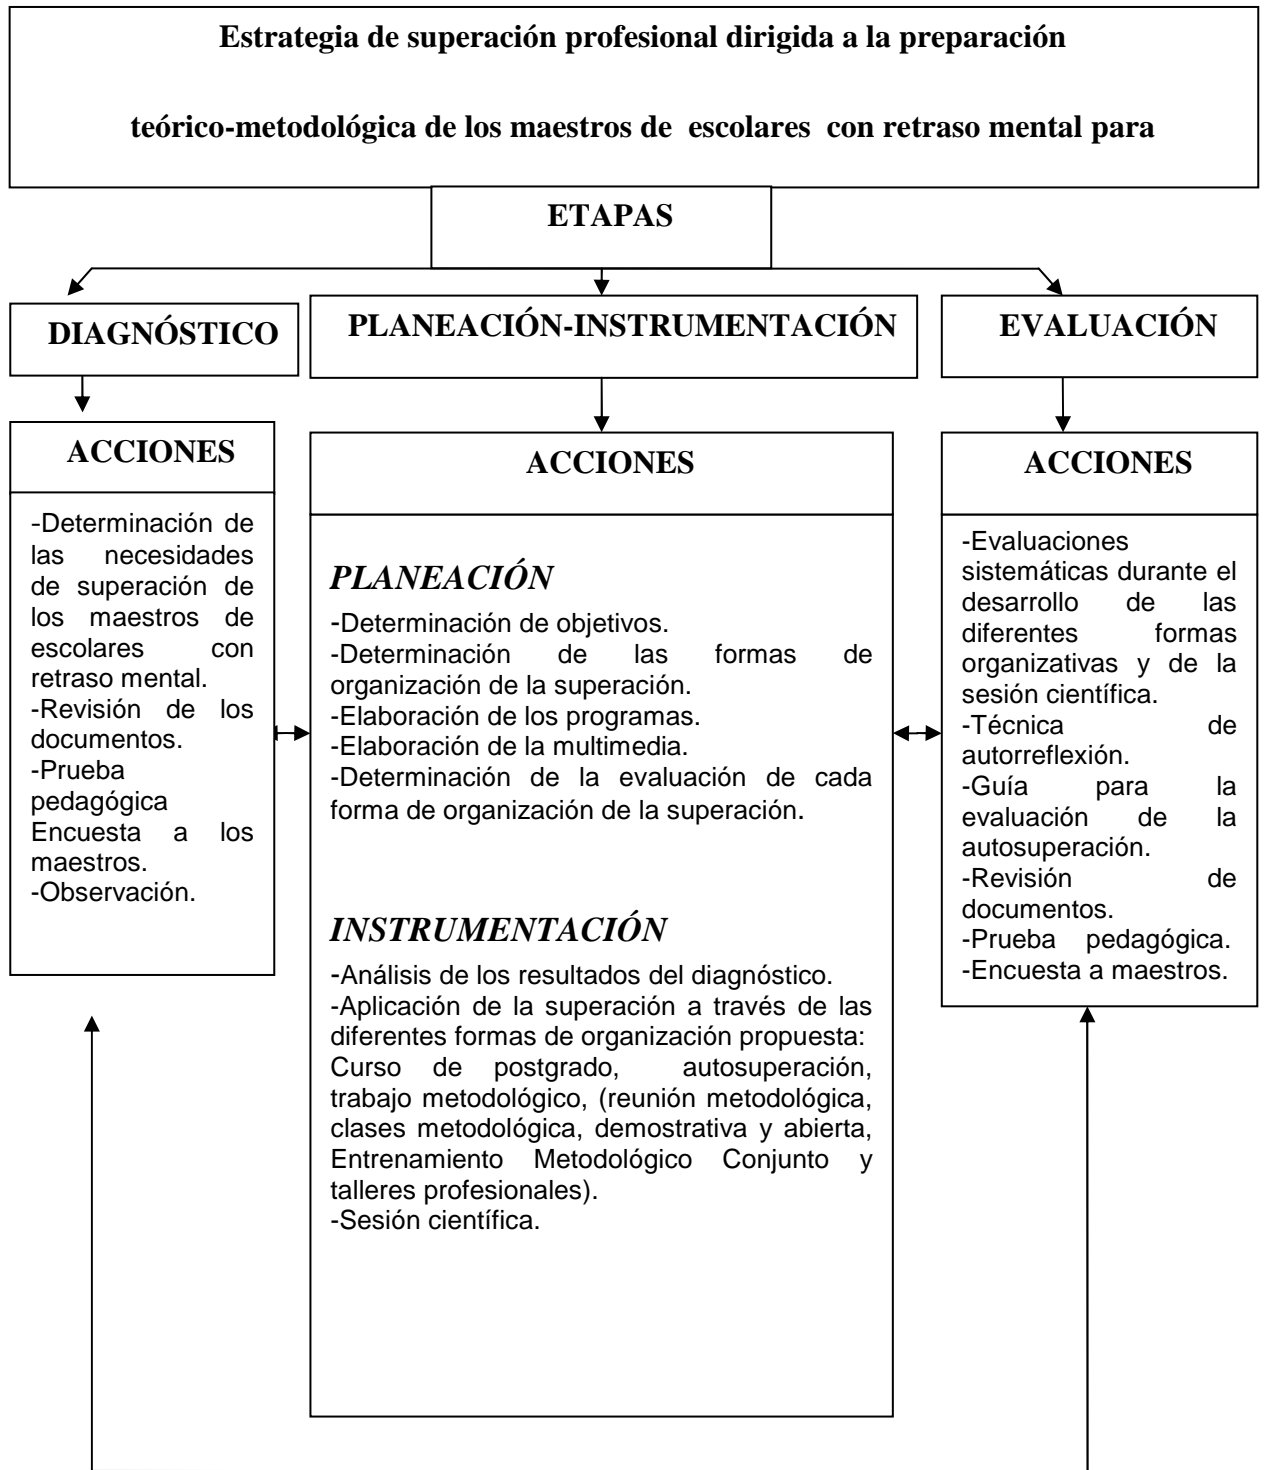 Estrategia de superación profesional dirigida a la preparación
teórico-metodológica de los maestros de escolares con retraso mental para
ETAPAS
DIAGNÓSTICO
PLANEACIÓN-INSTRUMENTACIÓN
EVALUACIÓN
ACCIONES
-Determinación de
las necesidades
de superación de
los maestros de
escolares con
retraso mental.
-Revisión de los
documentos.
-Prueba
pedagógica
Encuesta a los
maestros.
-Observación.
ACCIONES
PLANEACIÓN
-Determinación de objetivos.
-Determinación de las formas de
organización de la superación.
-Elaboración de los programas.
-Elaboración de la multimedia.
-Determinación de la evaluación de cada
forma de organización de la superación.
INSTRUMENTACIÓN
-Análisis de los resultados del diagnóstico.
-Aplicación de la superación a través de las
diferentes formas de organización propuesta:
Curso de postgrado, autosuperación,
trabajo metodológico, (reunión metodológica,
clases metodológica, demostrativa y abierta,
Entrenamiento Metodológico Conjunto y
talleres profesionales).
-Sesión científica.
ACCIONES
-Evaluaciones
sistemáticas durante el
desarrollo de las
diferentes formas
organizativas y de la
sesión científica.
-Técnica de
autorreflexión.
-Guía para la
evaluación de la
autosuperación.
-Revisión de
documentos.
-Prueba pedagógica.
-Encuesta a maestros.